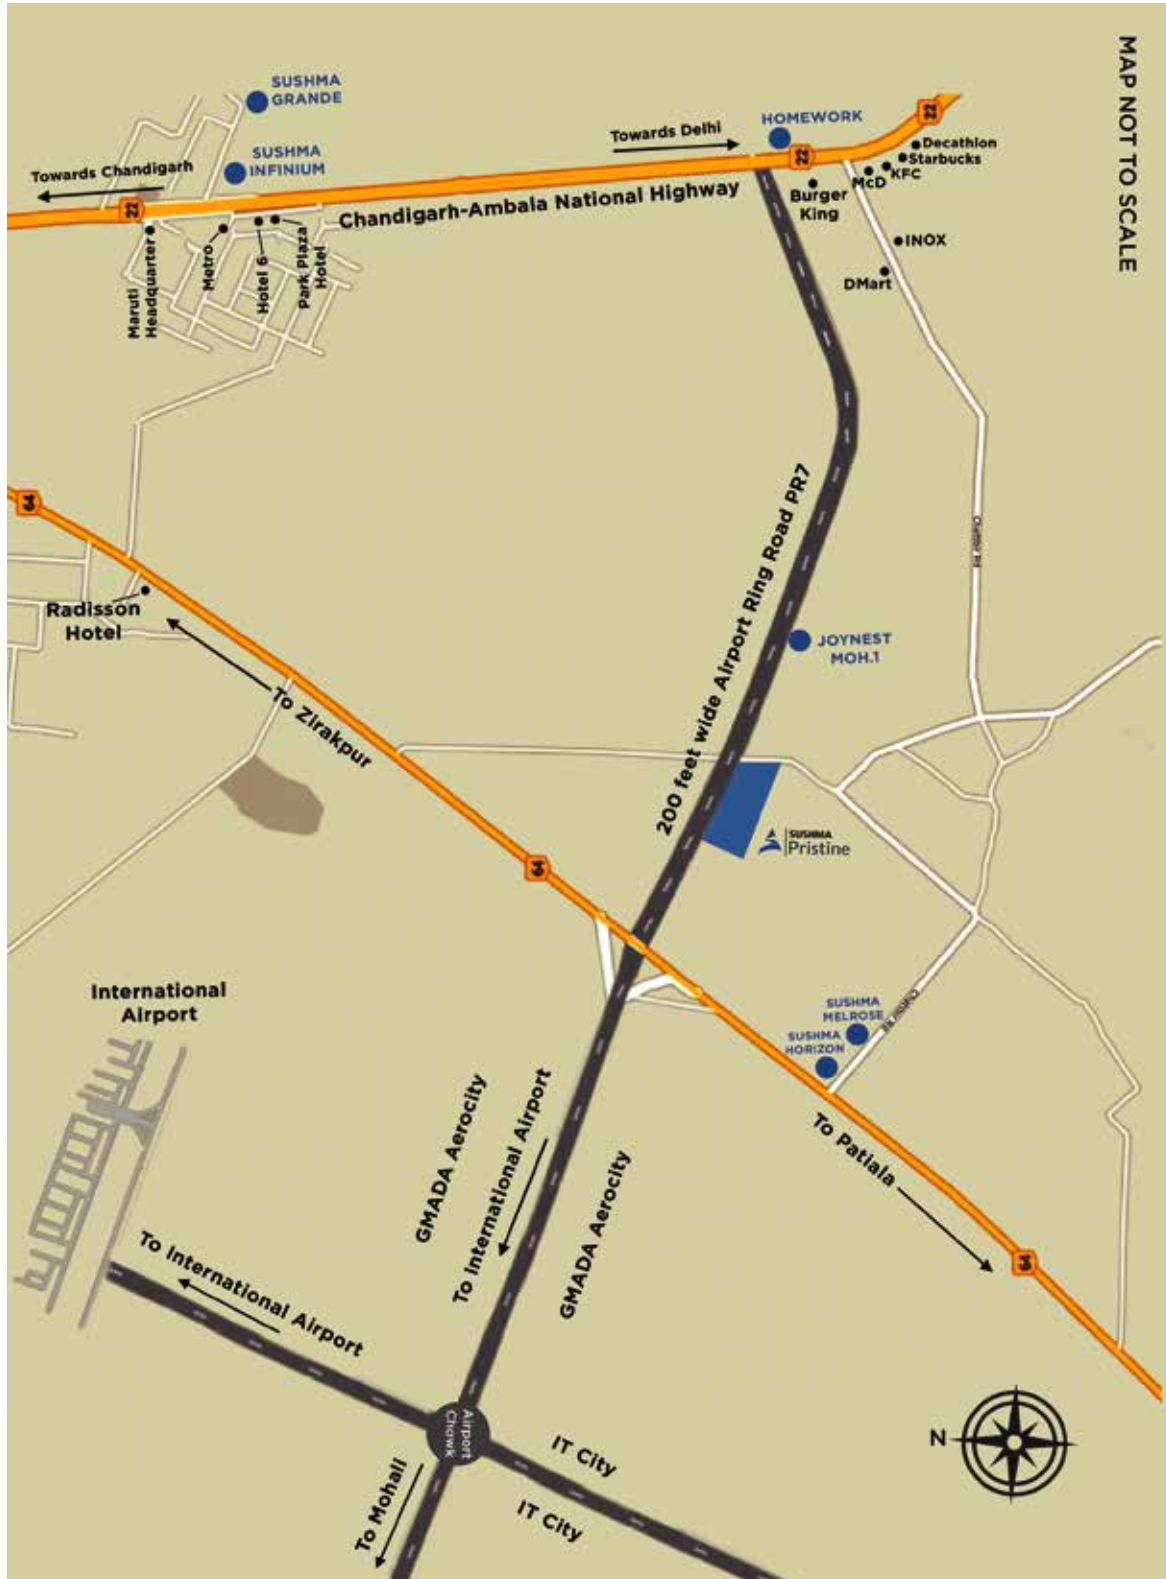 MAP NOT TO SCALE
SUSHMA
GRANDE
SUSHMA
INFINIUM
Towards Chandigarh
22
Towards Delhi
HOMEWORK
22
22
Decathlon
Starbucks
KFC
McD
Burger
King
INOX
DMart
Chandigarh-Ambala National Highway
Maruti
Headquarter
Metro
Hotel 6
Park Plaza
Hotel
64
Radisson
Hotel
To Zirakpur
200 feet wide Airport Ring Road PR7
JOYNEST
MOH.1
SUSHMA
Pristine
64
International
Airport
SUSHMA
MELROSE
SUSHMA
HORIZON
To Patiala
64
GMADA Aerocity
To International Airport
GMADA Aerocity
To International Airport
Airport
Chowk
IT City
IT City
To Mohali
N